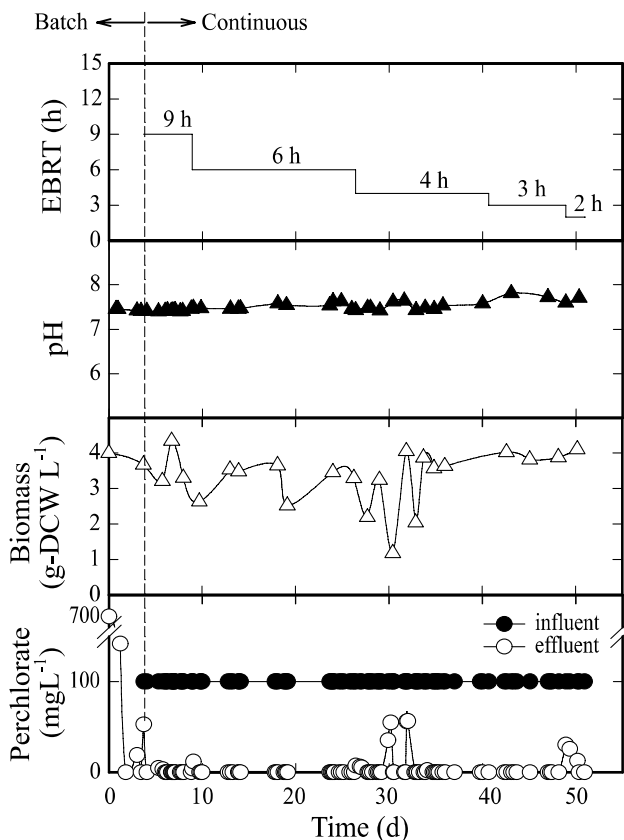 Batch Continuous
15
12
9
6
3
0
EBRT (h)
9 h
6 h
4 h
3 h
2 h
8
7
6
pH
4
3
2
1
0
Biomass
(g-DCW L-1)
700
100
0
Perchlorate
(mgL-1)
influent
effluent
0 10 20 30 40 50
Time (d)